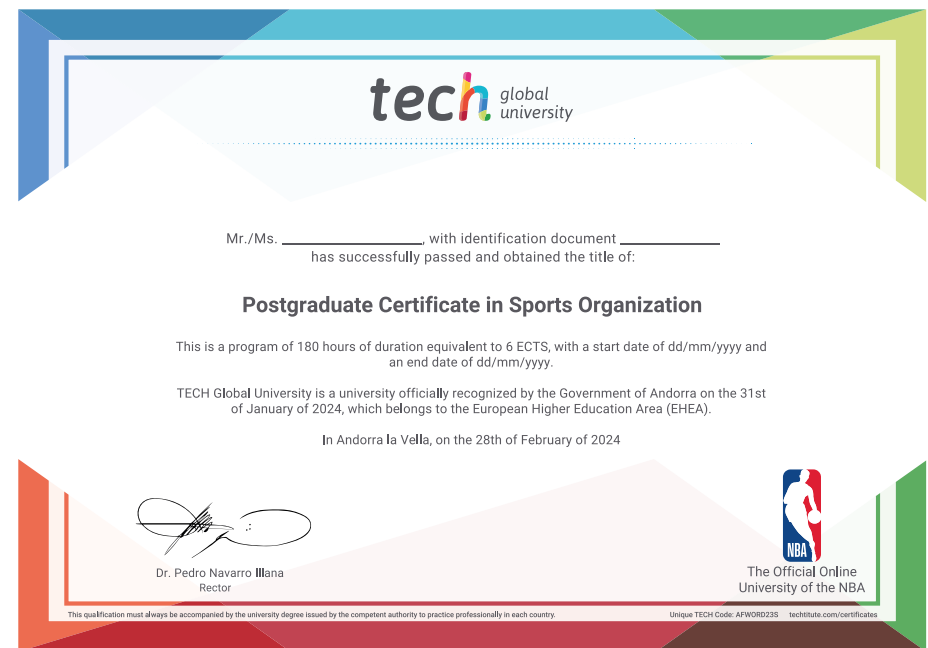 tech global university
Mr./Ms. ____________________, with identification document ______________
has successfully passed and obtained the title of:
Postgraduate Certificate in Sports Organization
This is a program of 180 hours of duration equivalent to 6 ECTS, with a start date of dd/mm/yyyy and
an end date of dd/mm/yyyy.
TECH Global University is a university officially recognized by the Government of Andorra on the 31st
of January of 2024, which belongs to the European Higher Education Area (EHEA).
In Andorra la Vella, on the 28th of February of 2024
NBA
Dr. Pedro Navarro Illana
Rector
The Official Online
University of the NBA
This qualification must always be accompanied by the university degree issued by the competent authority to practice professionally in each country.
Unique TECH Code: AFWORD23S techtitute.com/certificates